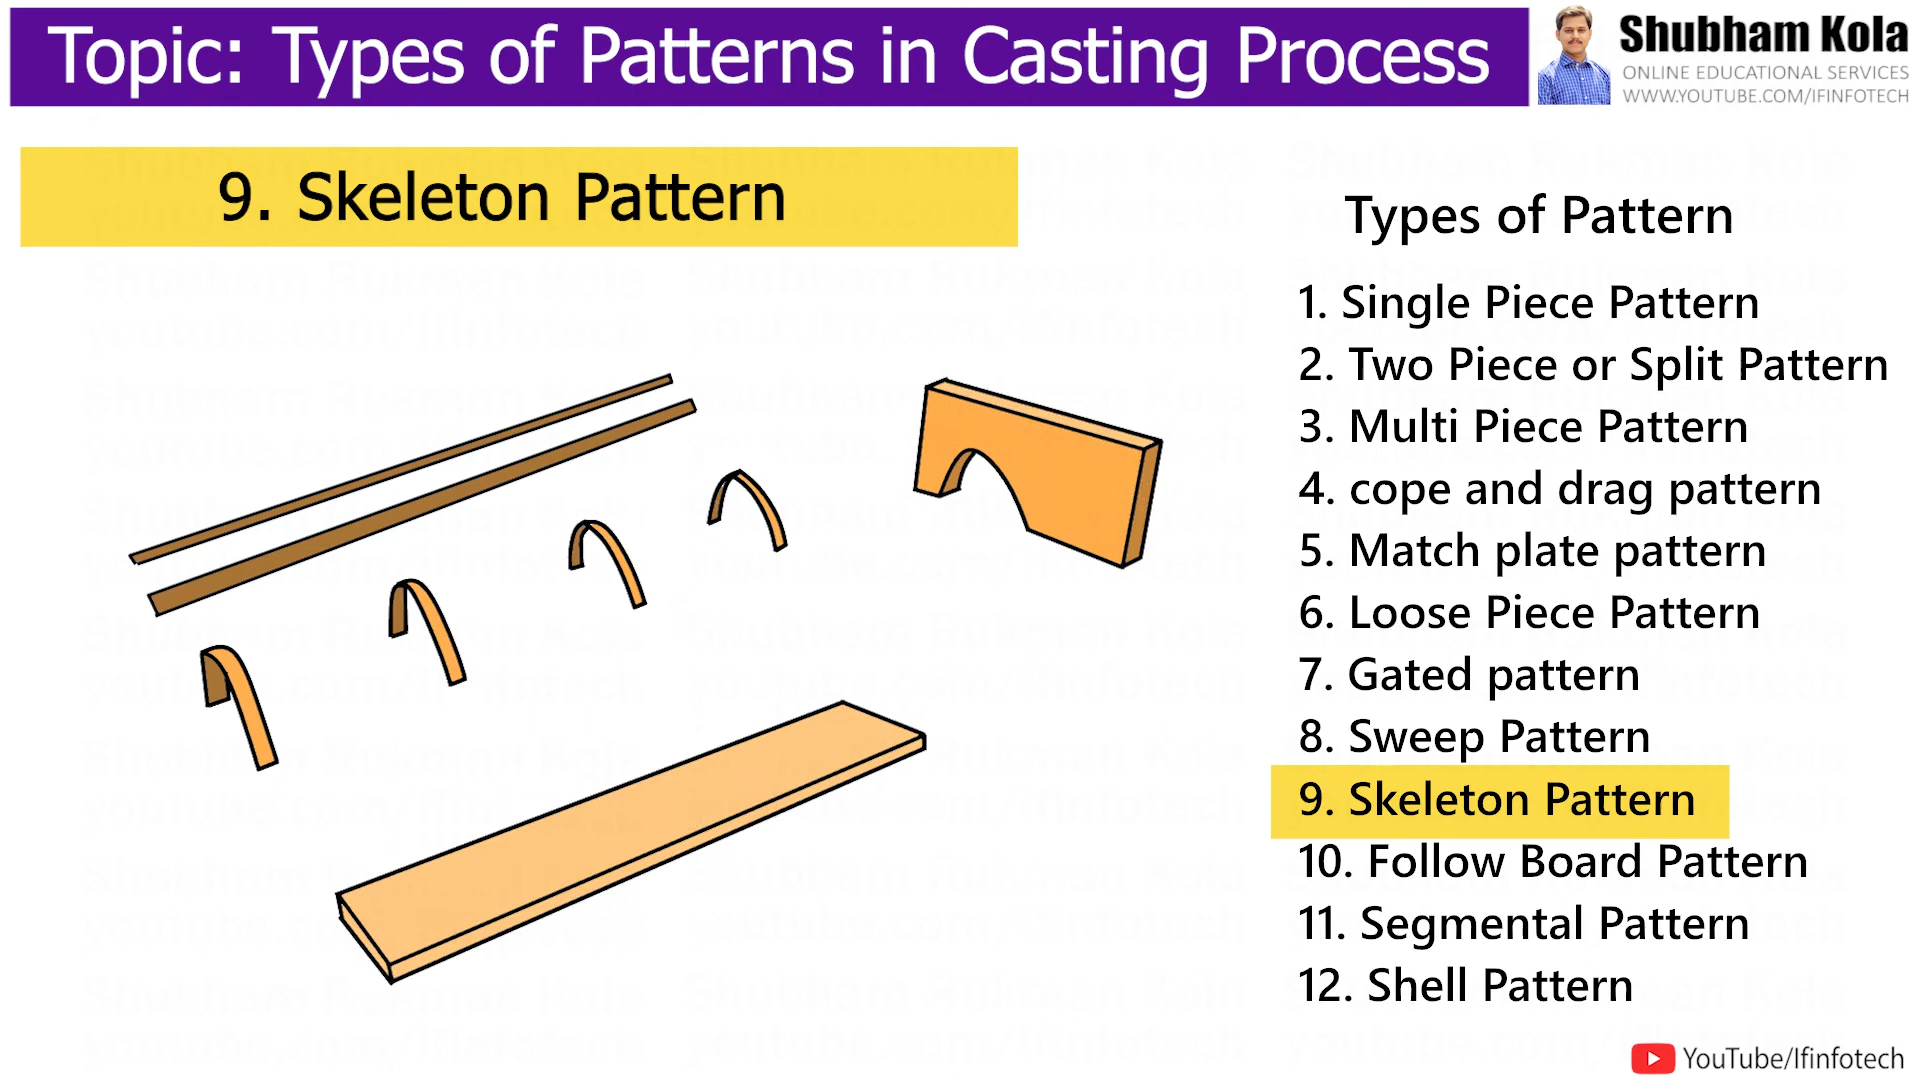 Topic: Types of Patterns in Casting Process
Shubham Kola
ONLINE EDUCATIONAL SERVICES
WWW.YOUTUBE.COM/IFINFOTECH
9. Skeleton Pattern
Types of Pattern
1. Single Piece Pattern
2. Two Piece or Split Pattern
3. Multi Piece Pattern
4. cope and drag pattern
5. Match plate pattern
6. Loose Piece Pattern
7. Gated pattern
8. Sweep Pattern
9. Skeleton Pattern
10. Follow Board Pattern
11. Segmental Pattern
12. Shell Pattern
YouTube/Ifinfotech